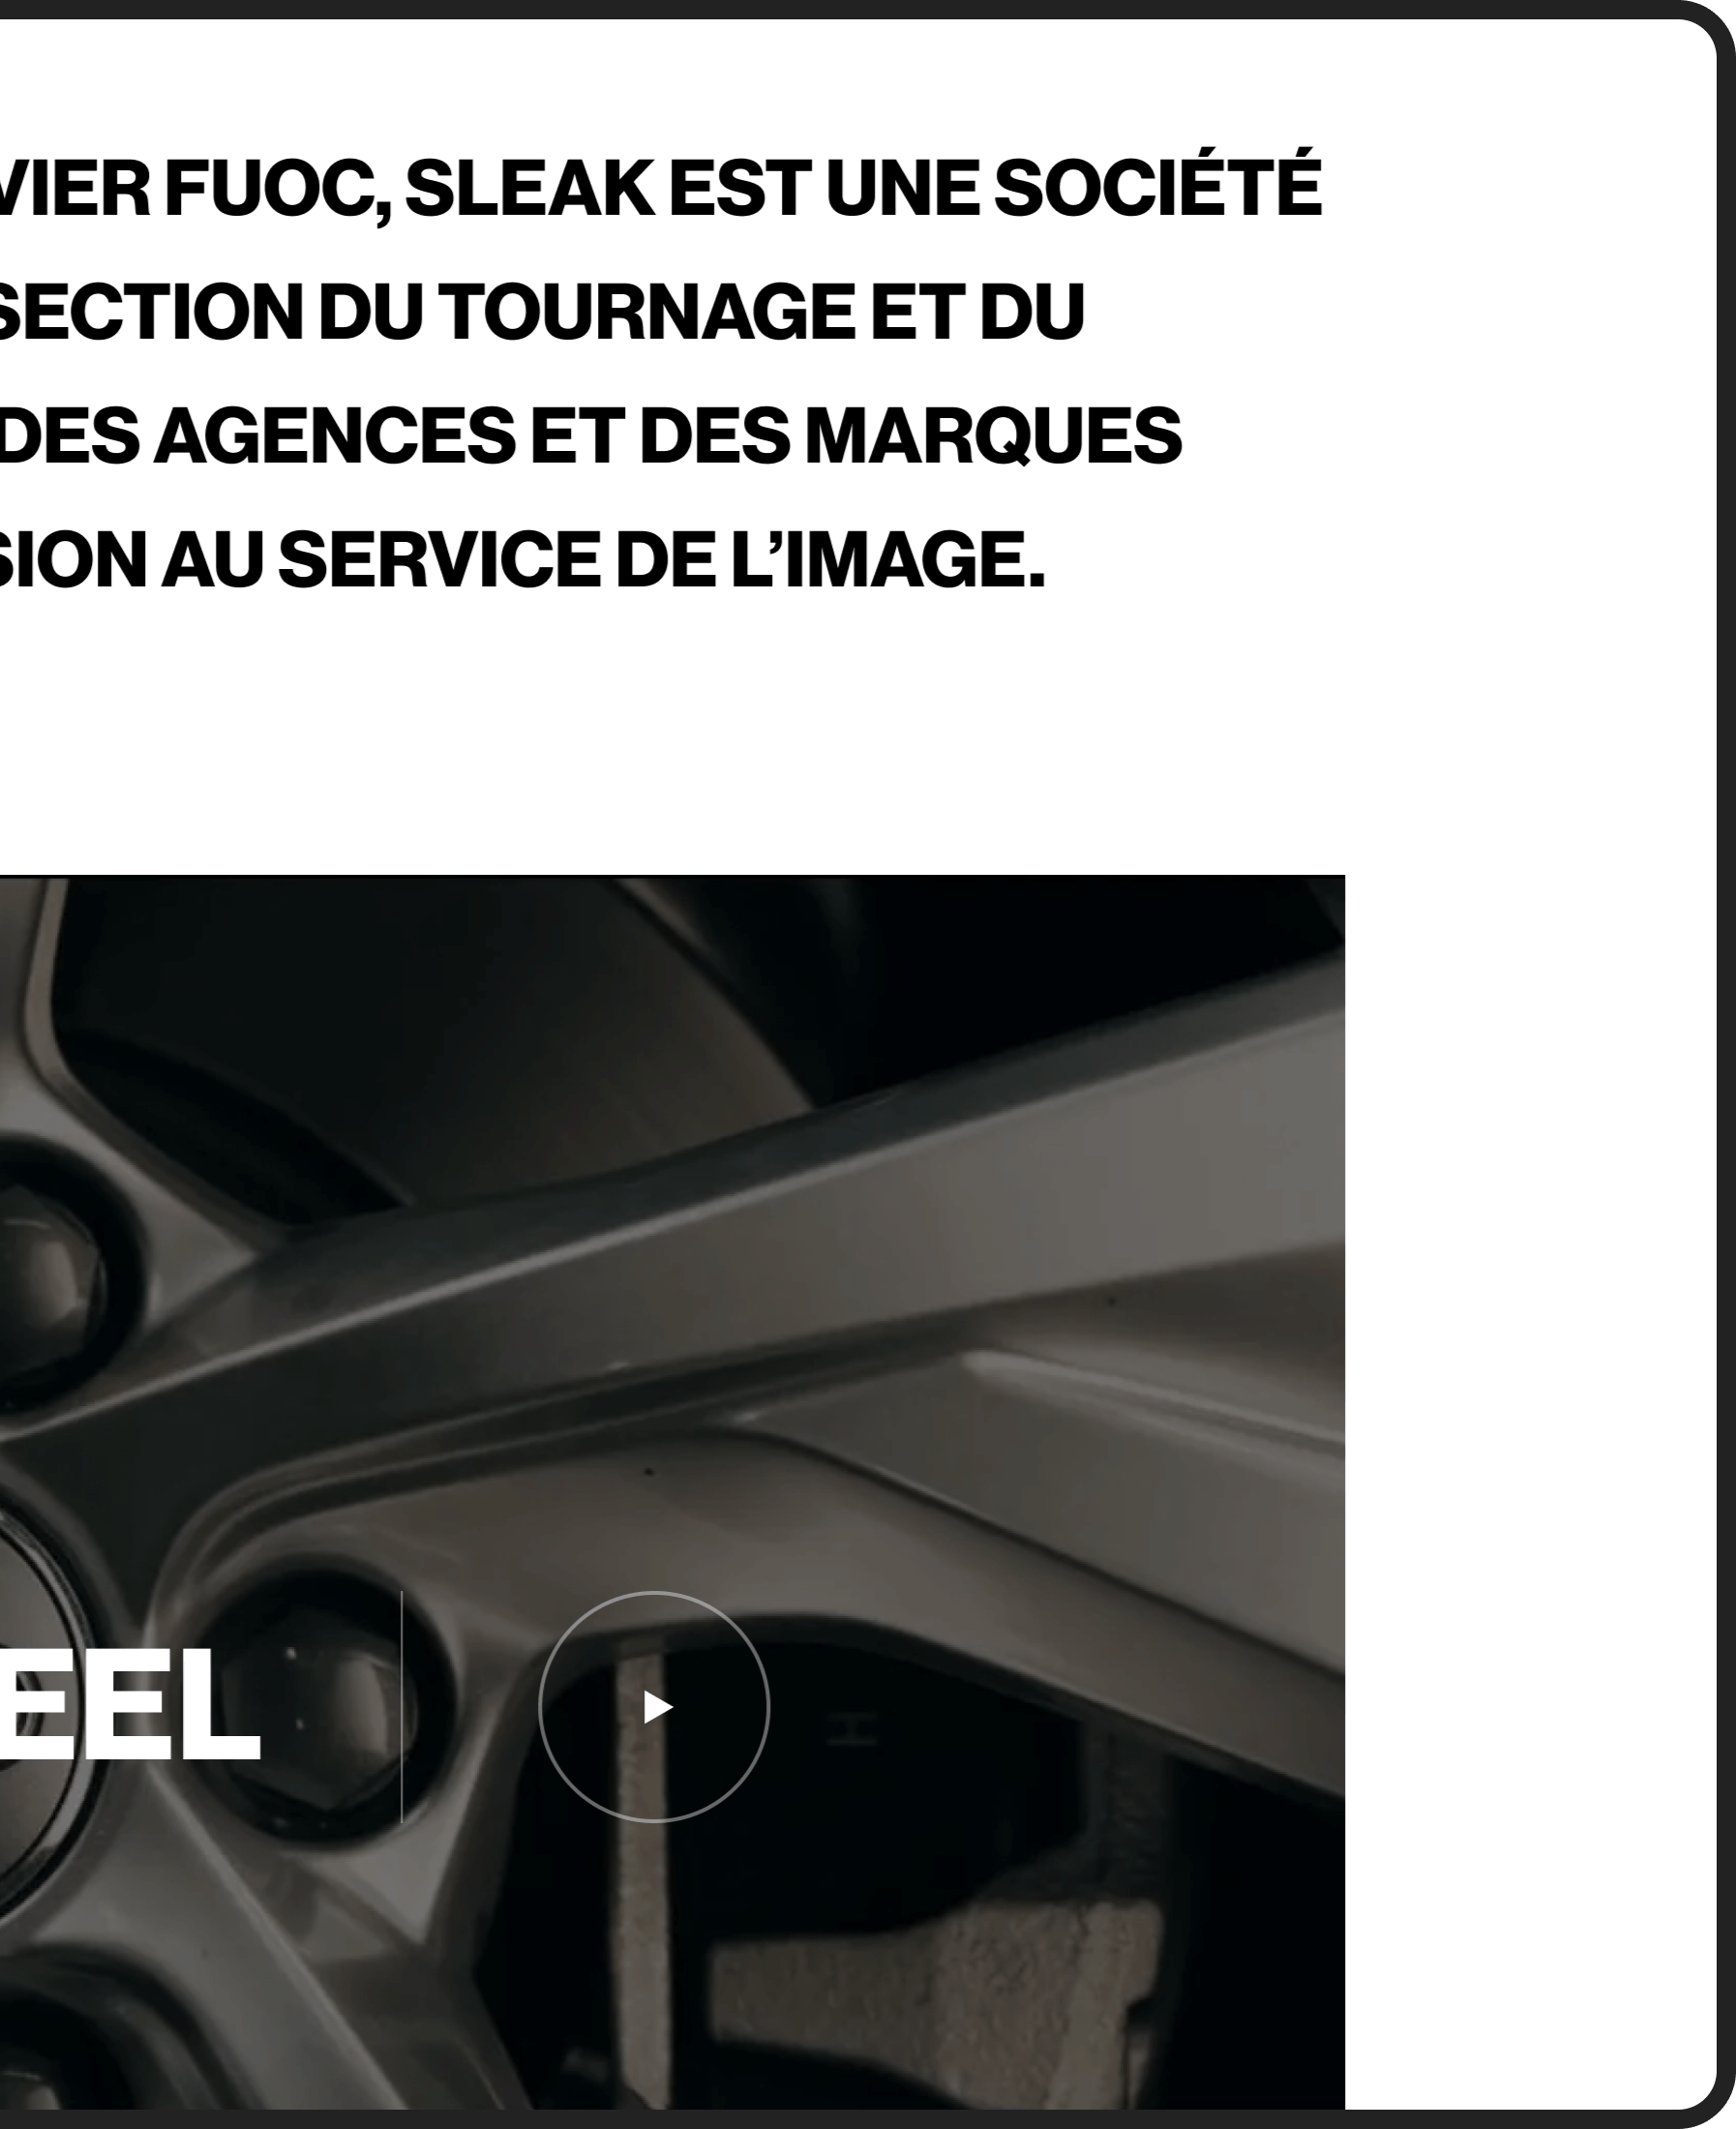 VIER FUOC, SLEAK EST UNE SOCIÉTÉ
SECTION DU TOURNAGE ET DU
DES AGENCES ET DES MARQUES
SION AU SERVICE DE L’IMAGE.
EEL